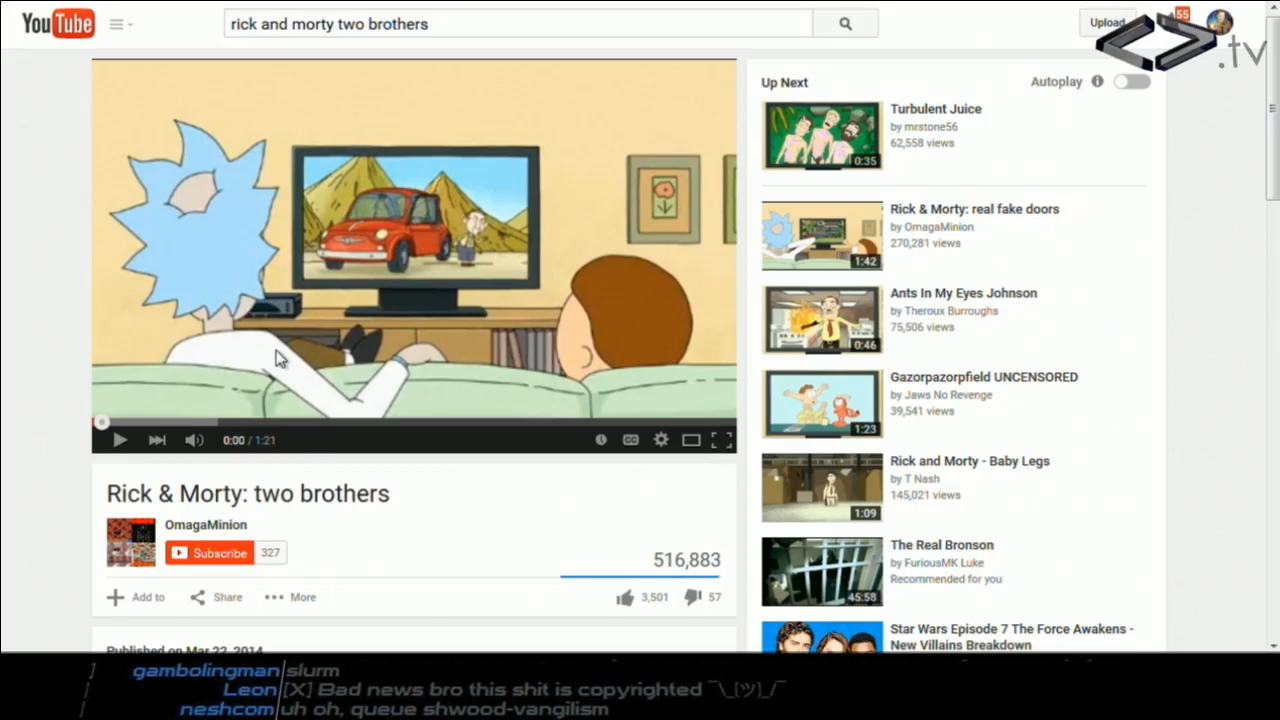 YouTube
rick and morty two brothers
Upload
55
.tv
Up Next
Autoplay
Turbulent Juice
by mrstone56
62,558 views
0:35
Rick & Morty: real fake doors
by OmagaMinion
270,281 views
1:42
Ants In My Eyes Johnson
by Theroux Burroughs
75,506 views
0:46
Gazorpazorpfield UNCENSORED
by Jaws No Revenge
39,541 views
1:23
Rick and Morty - Baby Legs
by T Nash
145,021 views
1:09
The Real Bronson
by FuriousMK Luke
Recommended for you
45:58
Star Wars Episode 7 The Force Awakens -
New Villains Breakdown
0:00 / 1:21
CC
Rick & Morty: two brothers
OmagaMinion
Subscribe 327
516,883
Add to Share More 3,501 57
Published on Mar 22, 2014
gambolingman slurm
Leon [X] Bad news bro this shit is copyrighted ¯\_(ツ)_/¯
neshcom uh oh, queue shwood-vangilism